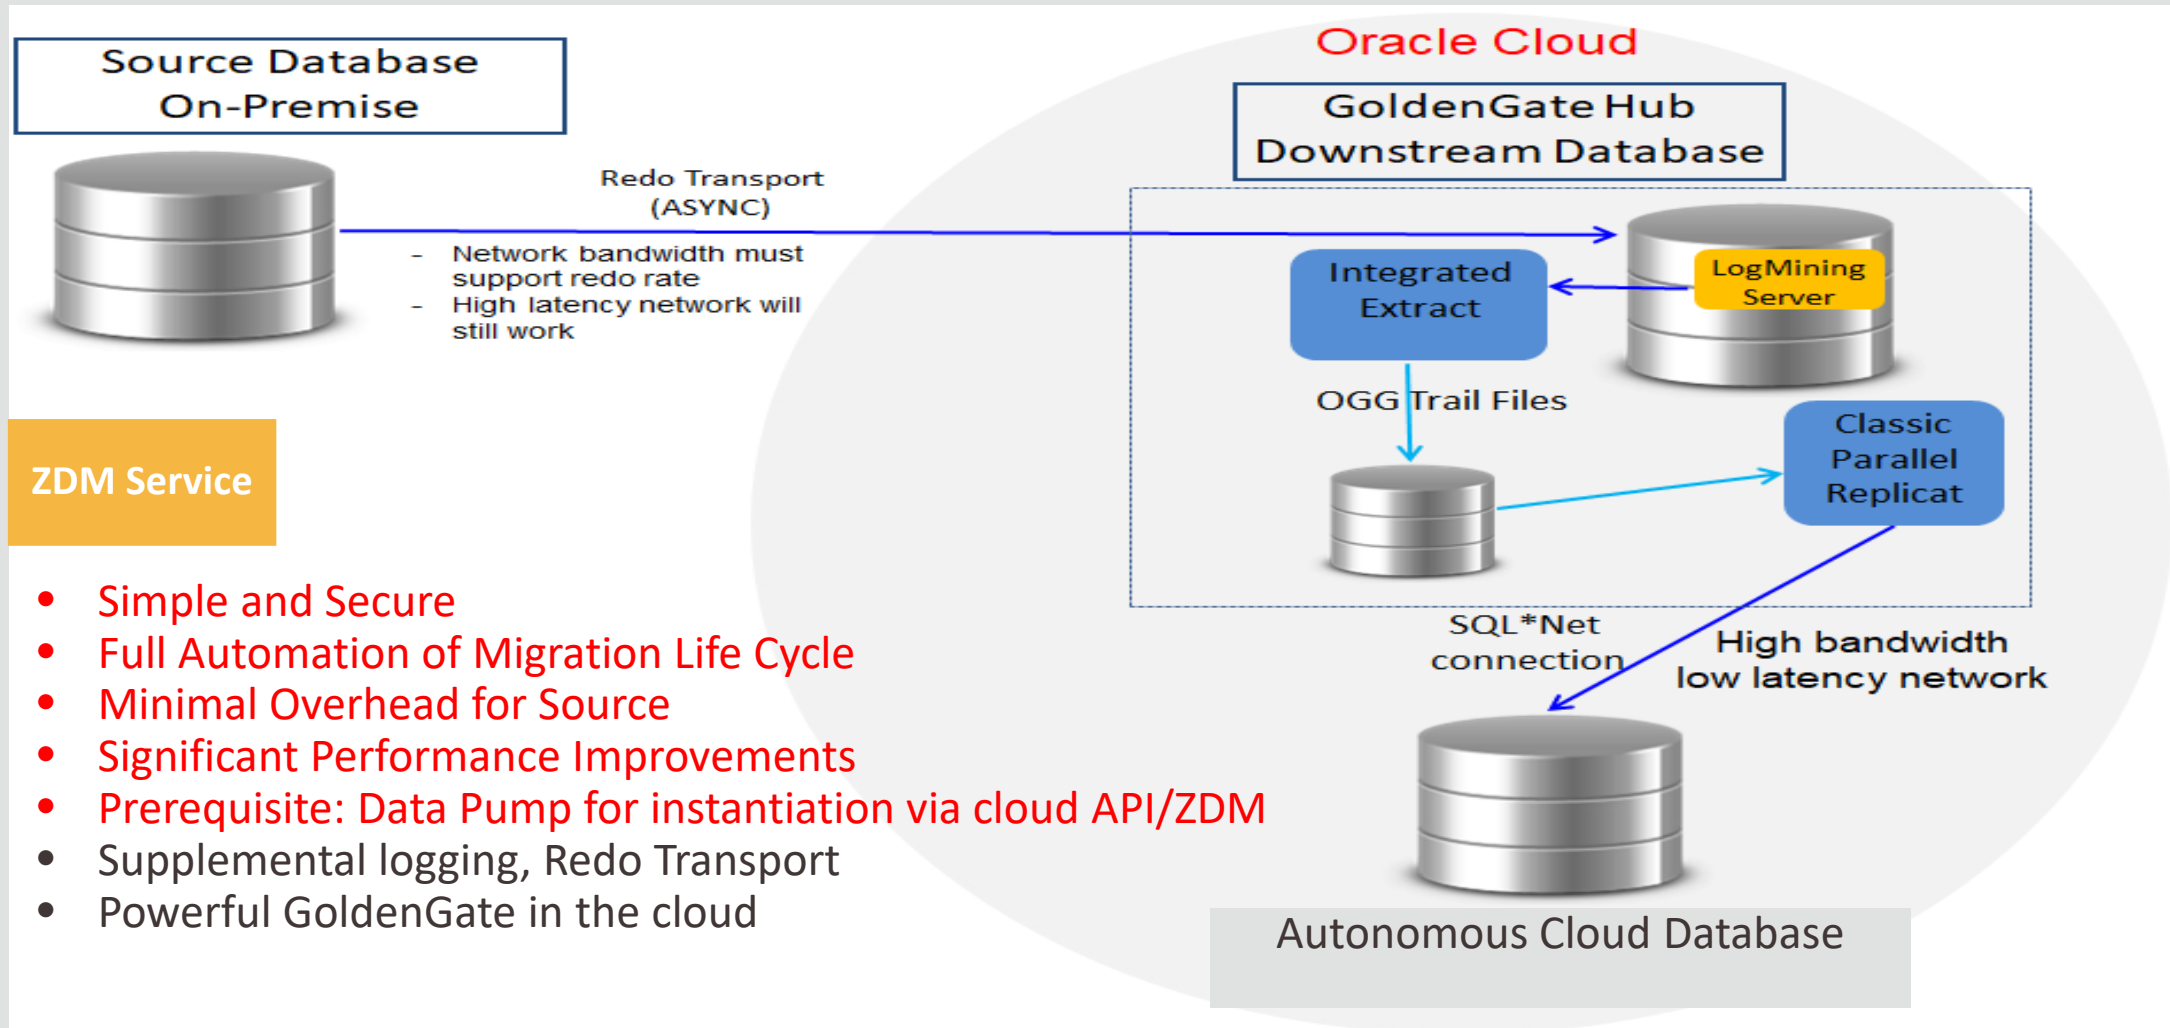 Oracle Cloud
Source Database
On-Premise
GoldenGate Hub
Downstream Database
Redo Transport
(ASYNC)
- Network bandwidth must
support redo rate
- High latency network will
still work
LogMining
Server
Integrated
Extract
OGG Trail Files
Classic
Parallel
Replicat
SQL*Net
connection
High bandwidth
low latency network
ZDM Service
• Simple and Secure
• Full Automation of Migration Life Cycle
• Minimal Overhead for Source
• Significant Performance Improvements
• Prerequisite: Data Pump for instantiation via cloud API/ZDM
• Supplemental logging, Redo Transport
• Powerful GoldenGate in the cloud
Autonomous Cloud Database